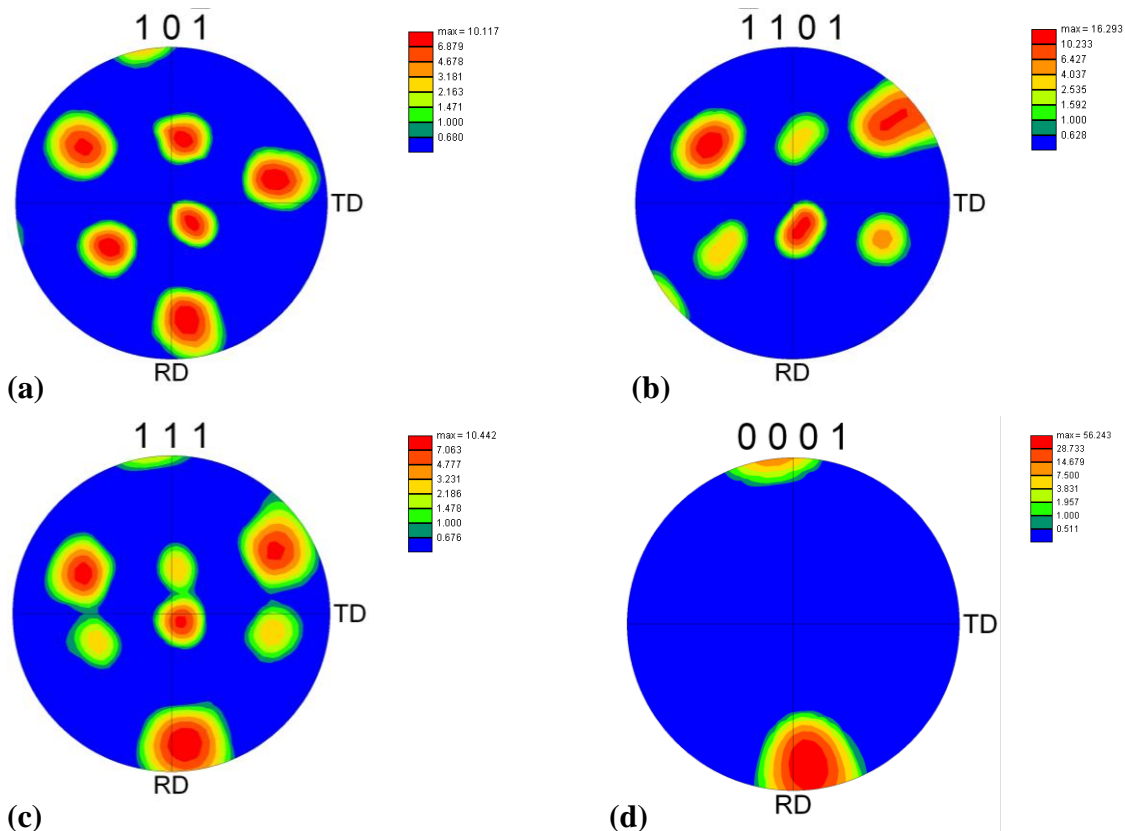 1 0 1̅
max = 10.117
6.879
4.678
3.181
2.163
1.471
1.000
0.680
TD
RD
(a)
1̅ 1 0 1
max = 16.293
10.233
6.427
4.037
2.535
1.592
1.000
0.628
TD
RD
(b)
1 1 1
max = 10.442
7.063
4.777
3.231
2.186
1.478
1.000
0.676
TD
RD
(c)
0 0 0 1
max = 56.243
28.733
14.679
7.500
3.831
1.957
1.000
0.511
TD
RD
(d)